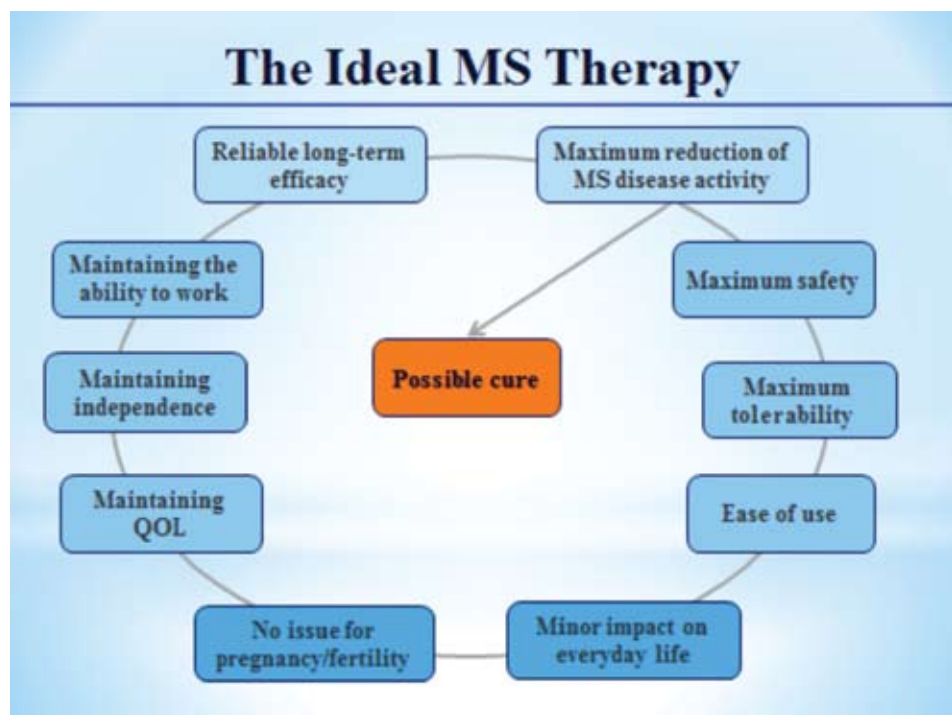 The Ideal MS Therapy
Reliable long-term
efficacy
Maximum reduction of
MS disease activity
Maintaining the
ability to work
Maximum safety
Possible cure
Maintaining
independence
Maximum
tolerability
Maintaining
QOL
Ease of use
No issue for
pregnancy/fertility
Minor impact on
everyday life